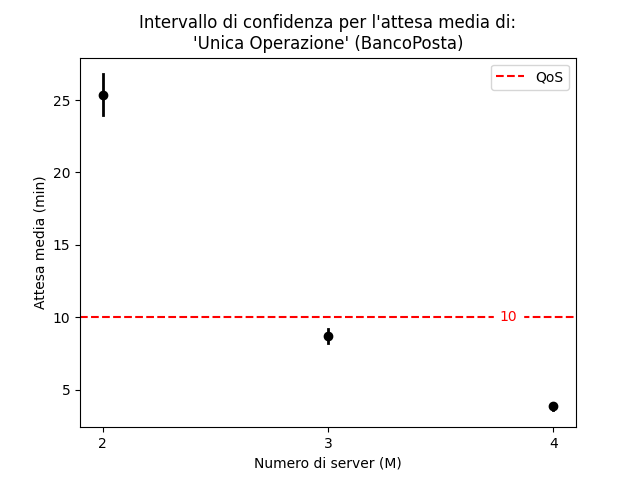 Intervallo di confidenza per l'attesa media di:
'Unica Operazione' (BancoPosta)
QoS
25
20
15
10
5
10
Attesa media (min)
2
3
4
Numero di server (M)